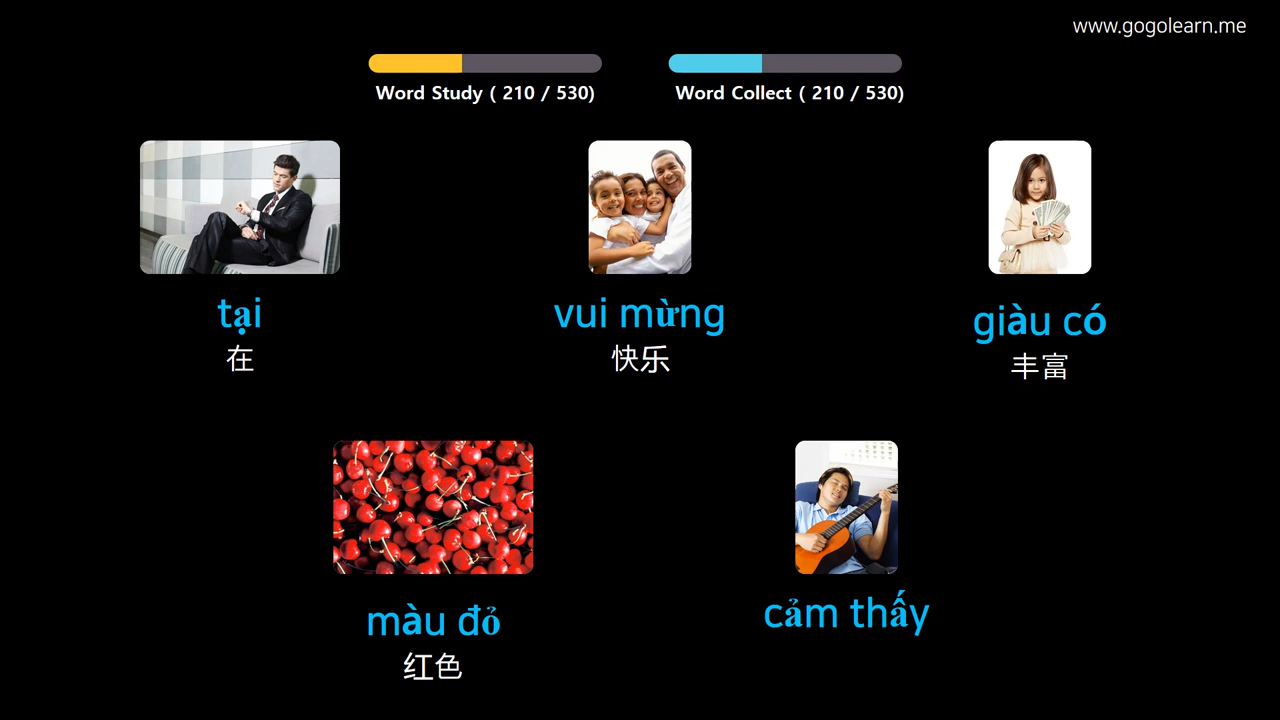 www.gogolearn.me
Word Study ( 210 / 530)
Word Collect ( 210 / 530)
tại
在
vui mừng
快乐
giàu có
丰富
màu đỏ
红色
cảm thấy